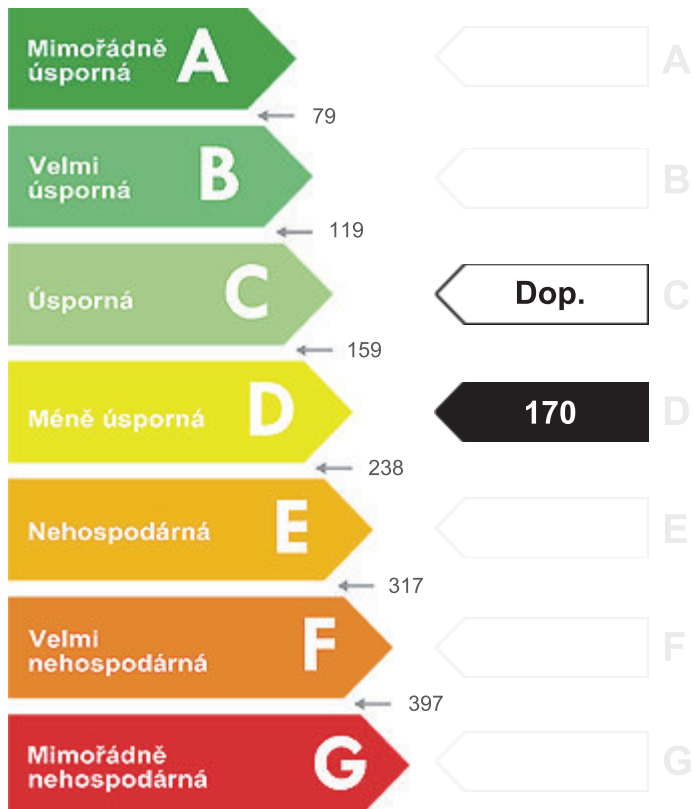 Mimořádně
úsporná
A
A
79
Velmi
úsporná
B
B
119
Úsporná
C
Dop.
C
159
Méně úsporná
D
170
D
238
Nehospodárná
E
E
317
Velmi
nehospodárná
F
F
397
Mimořádně
nehospodárná
G
G